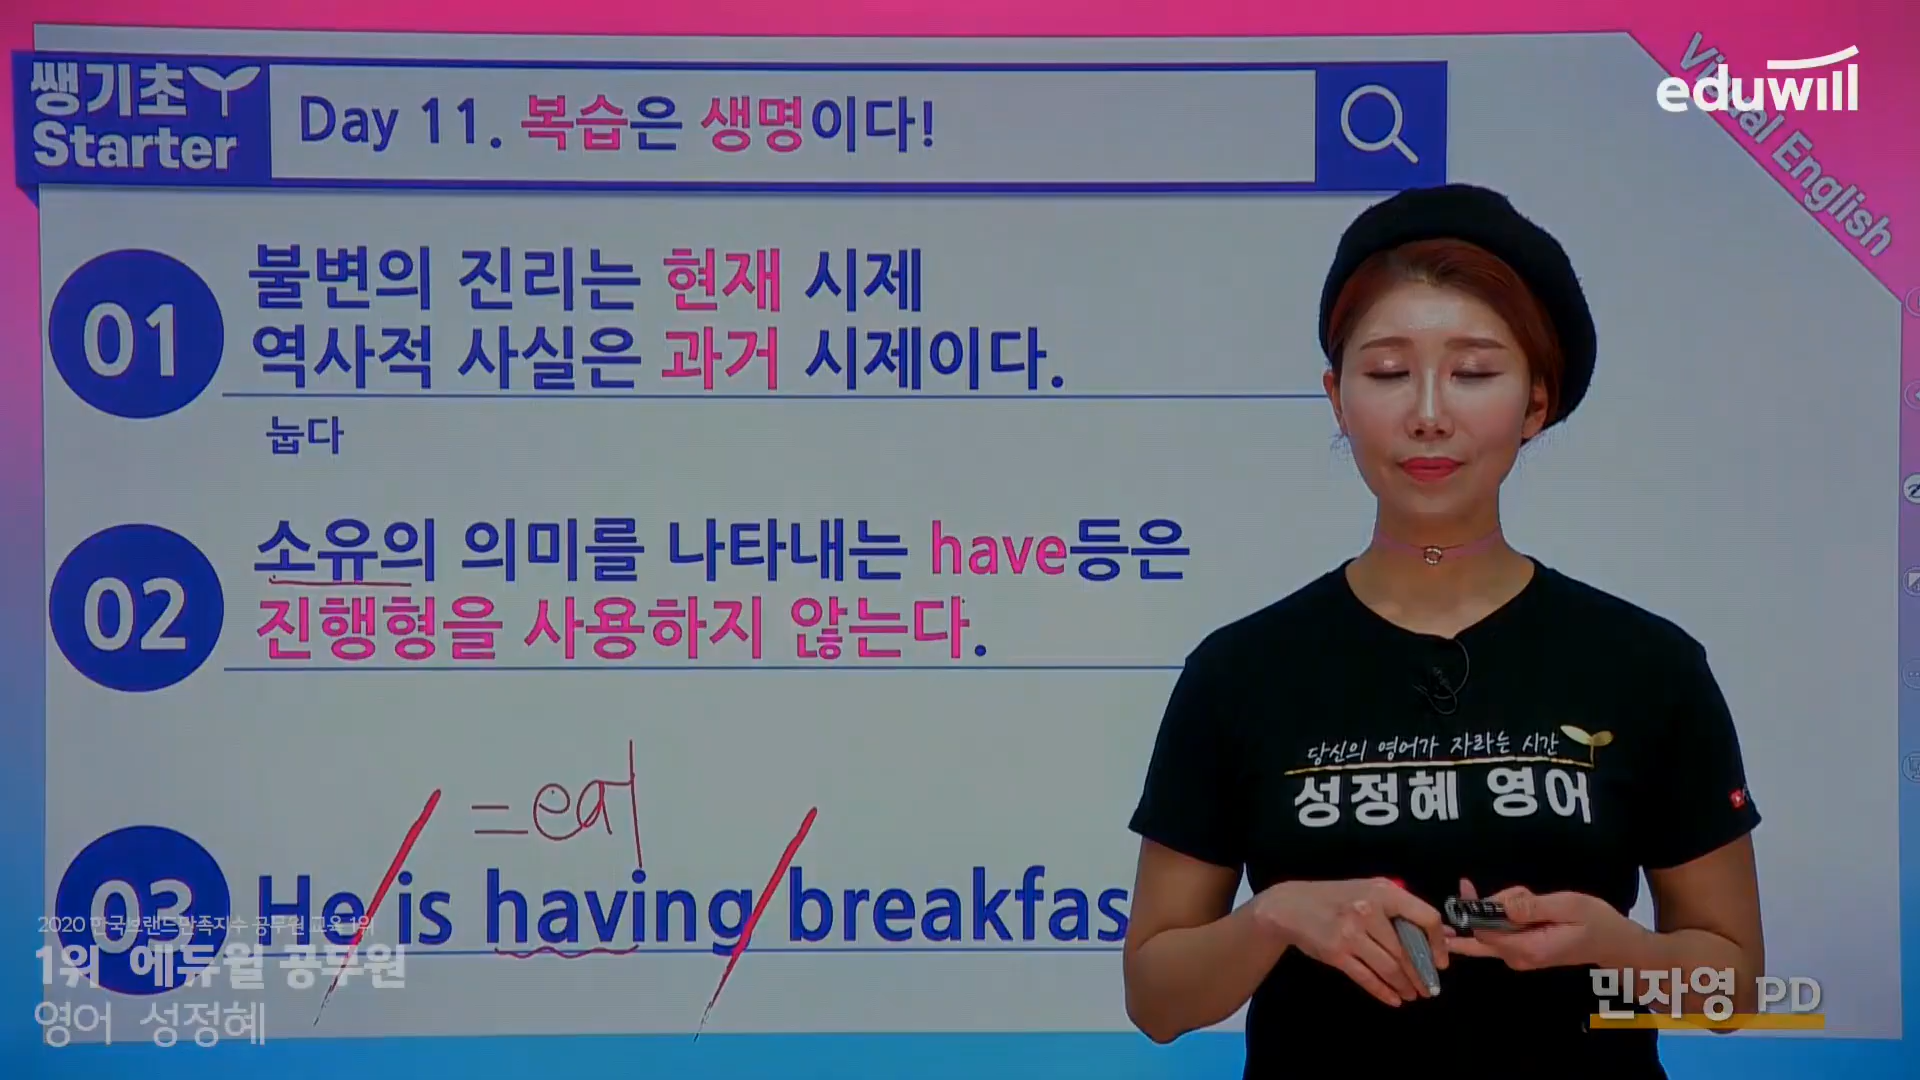 쌩기초
Starter
Day 11. 복습은 생명이다!
eduwill
Visual English
01
불변의 진리는 현재 시제
역사적 사실은 과거 시제이다.
눕다
02
소유의 의미를 나타내는 have등은
진행형을 사용하지 않는다.
=eat
03
He is having breakfas
당신의 영어가 자라는 시간
성정혜 영어
2020 한국브랜드만족지수 공무원 교육 1위
1위 에듀윌 공무원
영어 성정혜
민자영 PD